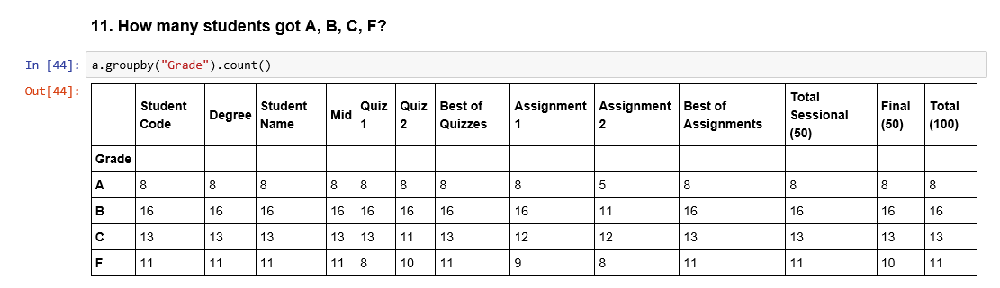 11. How many students got A, B, C, F?
In [44]: a.groupby("Grade").count()
Out[44]:
Student Code Degree Student Name Mid Quiz 1 Quiz 2 Best of Quizzes Assignment 1 Assignment 2 Best of Assignments Total Sessional (50) Final (50) Total (100)
Grade
A 8 8 8 8 8 8 8 8 5 8 8 8 8
B 16 16 16 16 16 16 16 16 11 16 16 16 16
C 13 13 13 13 13 11 13 12 12 13 13 13 13
F 11 11 11 11 8 10 11 9 8 11 11 10 11